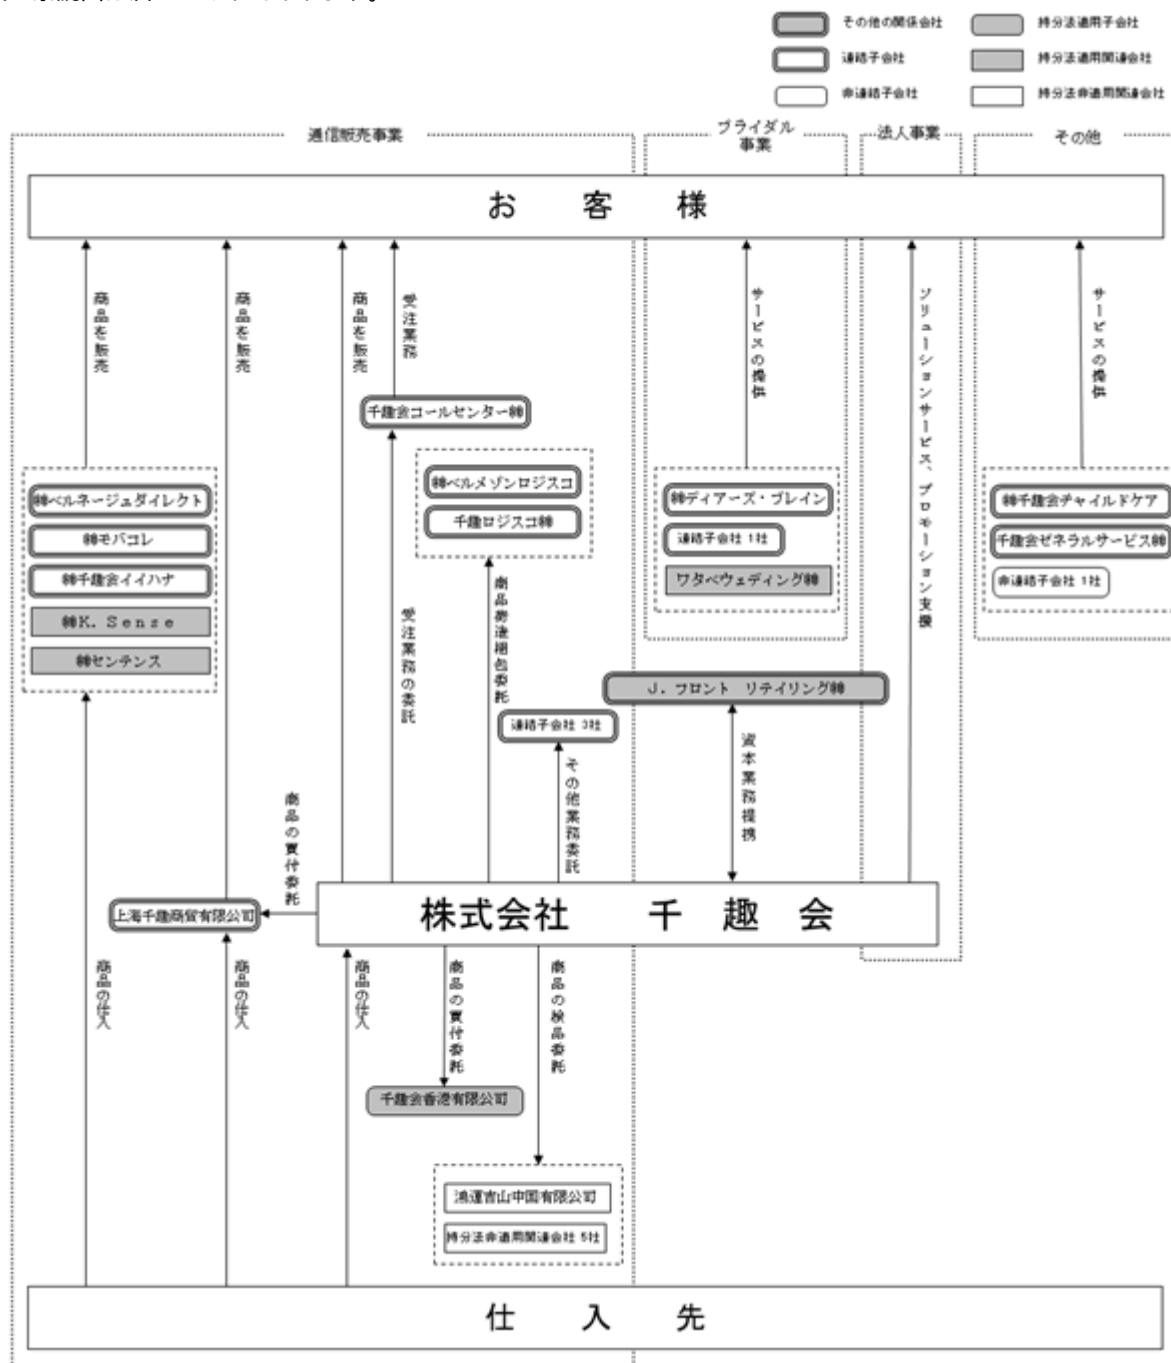 その他の関係会社
持分法適用子会社
連結子会社
持分法適用関連会社
非連結子会社
持分法非適用関連会社
通信販売事業
ブライダル
事業
法人事業
その他
お客様
商品を販売
商品を販売
商品を販売
受注業務
サービスの提供
ソリューションサービス、プロモーション支援
サービスの提供
千趣会コールセンター㈱
㈱ベルネージュダイレクト
㈱モバコレ
㈱千趣会イイハナ
㈱K. Sense
㈱センテンス
㈱ベルメゾンロジスコ
千趣ロジスコ㈱
㈱ディアーズ・ブレイン
連結子会社 1社
ワタベウェディング㈱
㈱千趣会チャイルドケア
千趣会ゼネラルサービス㈱
非連結子会社 1社
受注業務の委託
商品発送梱包委託
J. フロント リテイリング㈱
連結子会社 3社
その他業務委託
資本業務提携
商品の買付委託
上海千趣商貿有限公司
株式会社 千趣会
商品の仕入
商品の仕入
商品の仕入
商品の買付委託
商品の検品委託
千趣会香港有限公司
鴻運吉山中国有限公司
持分法非適用関連会社 5社
仕入先